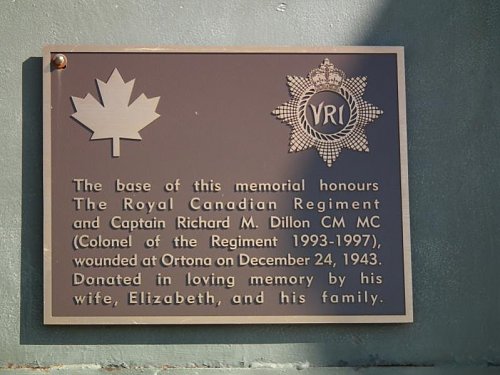 VRI
The base of this memorial honours
The Royal Canadian Regiment
and Captain Richard M. Dillon CM MC
(Colonel of the Regiment 1993-1997),
wounded at Ortona on December 24, 1943.
Donated in loving memory by his
wife, Elizabeth, and his family.